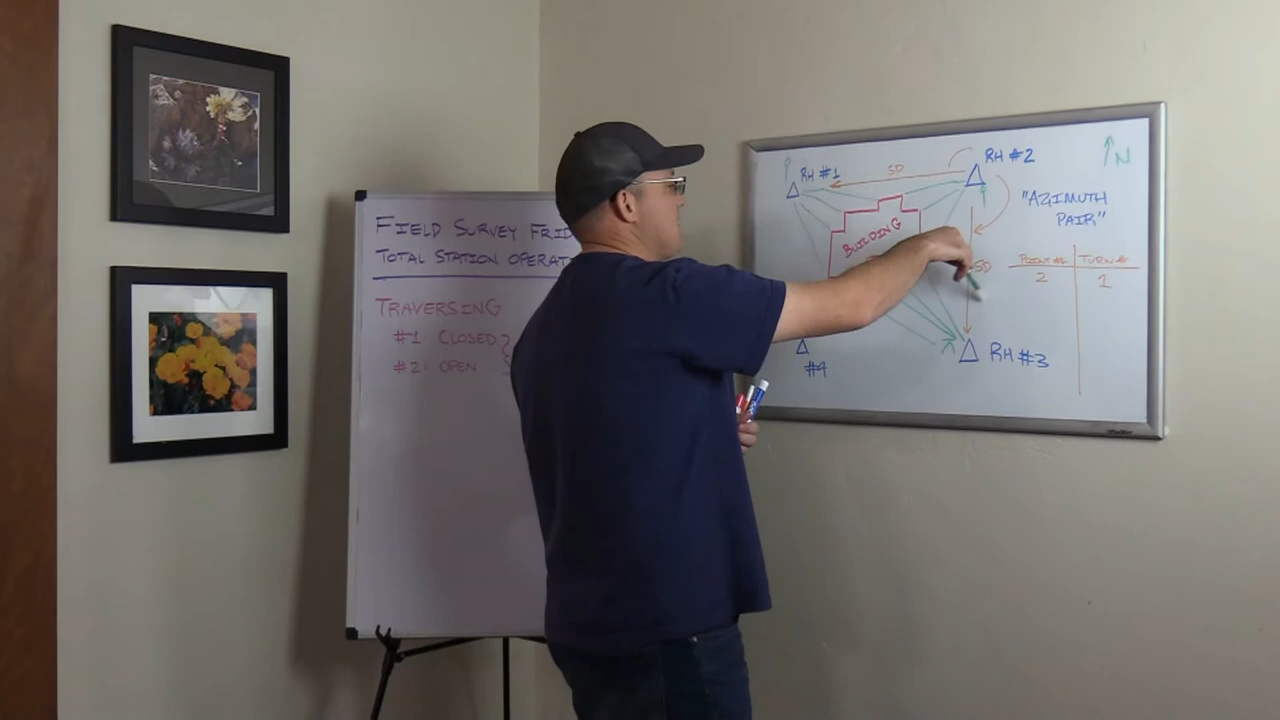 FIELD SURVEY FRID
TOTAL STATION OPERAT
TRAVERSING
#1 CLOSED
#2: OPEN
RH #1
SD
RH #2
N
"AZIMUTH
PAIR"
BUILDING
SD
POINT # TURN #
2 1
RH #3
#4